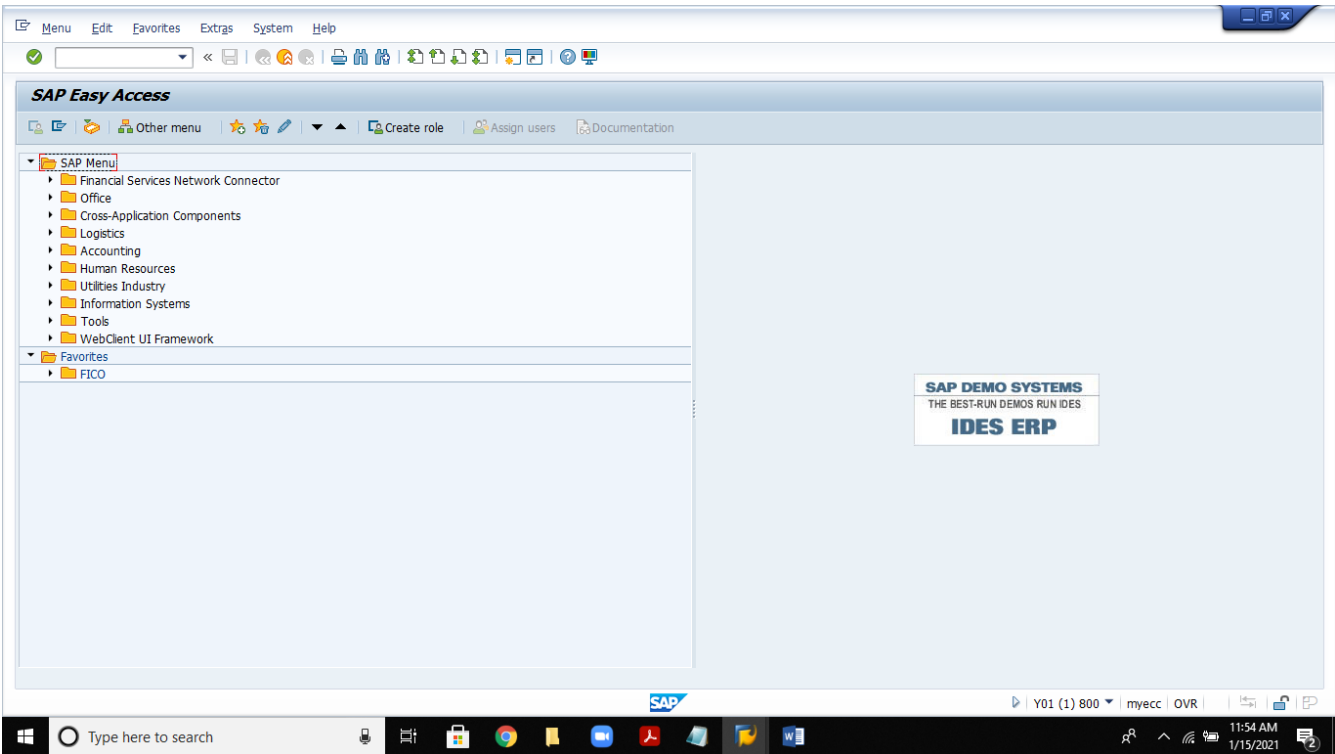 Menu Edit Favorites Extras System Help
SAP Easy Access
Other menu Create role Assign users Documentation
SAP Menu
Financial Services Network Connector
Office
Cross-Application Components
Logistics
Accounting
Human Resources
Utilities Industry
Information Systems
Tools
WebClient UI Framework
Favorites
FICO
SAP DEMO SYSTEMS
THE BEST-RUN DEMOS RUN IDES
IDES ERP
SAP
Y01 (1) 800 myecc OVR
Type here to search
11:54 AM
1/15/2021
2